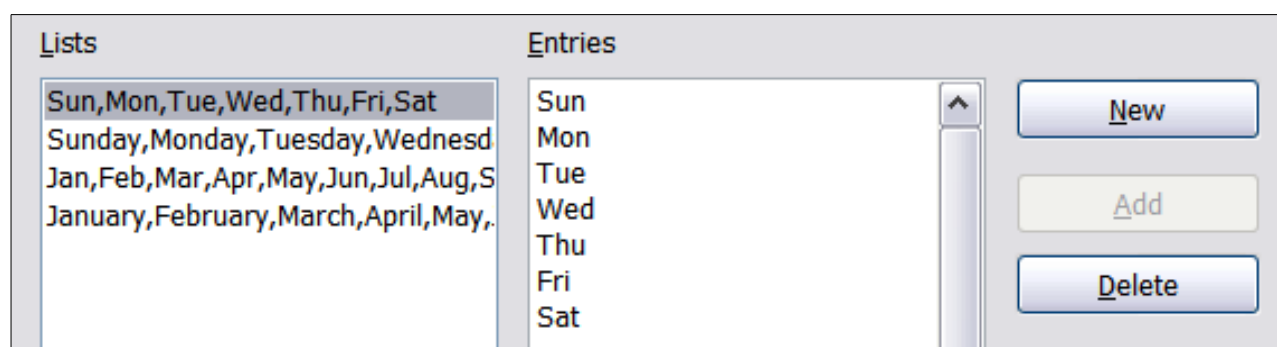 Lists
Sun,Mon,Tue,Wed,Thu,Fri,Sat
Sunday,Monday,Tuesday,Wednesd
Jan,Feb,Mar,Apr,May,Jun,Jul,Aug,S
January,February,March,April,May,.
Entries
Sun
Mon
Tue
Wed
Thu
Fri
Sat
New
Add
Delete